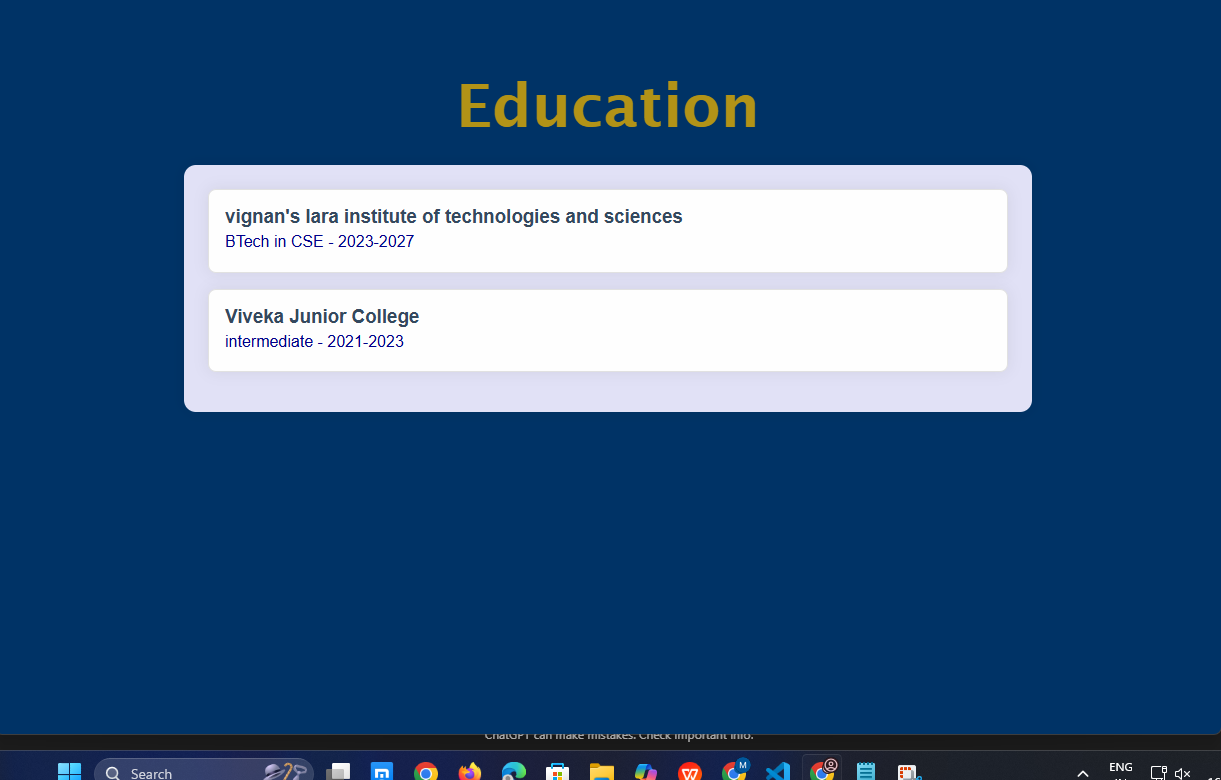 Education
vignan's lara institute of technologies and sciences
BTech in CSE - 2023-2027
Viveka Junior College
intermediate - 2021-2023
ChatGPT can make mistakes. Check important info.
Search
M
ENG